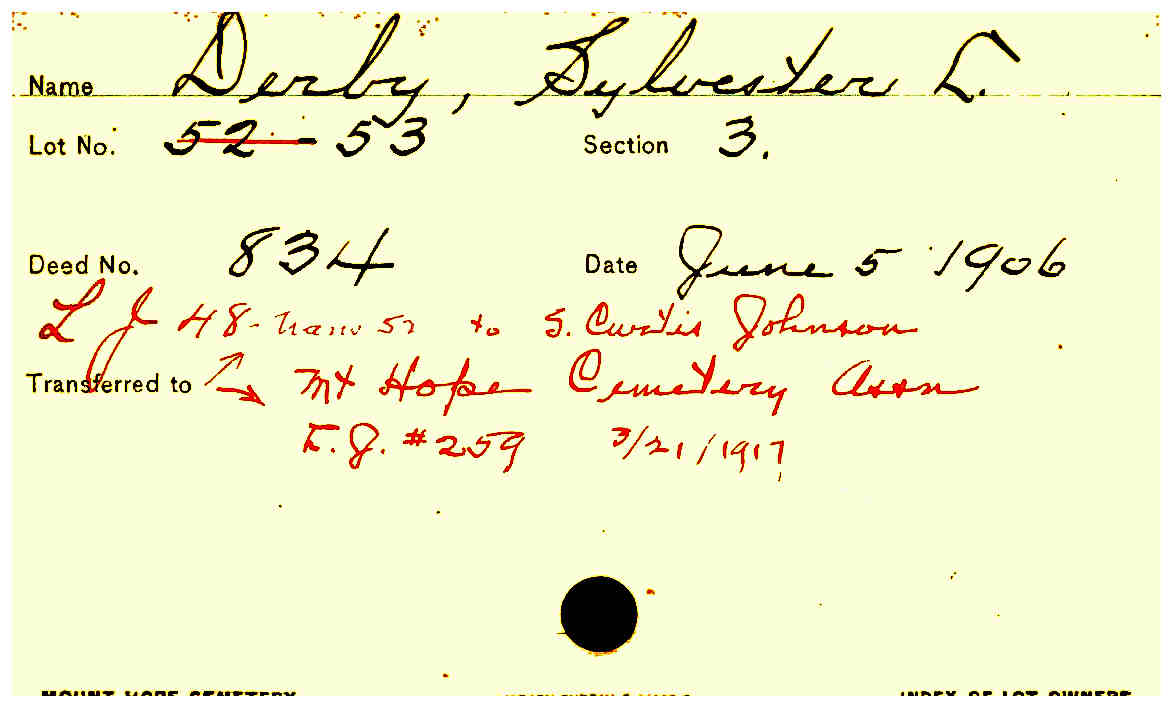 Name Derby, Sylvester L.
Lot No. 52 - 53 Section 3.
Deed No. 834 Date June 5 1906
L J 48 - trans 52 to S. Curtis Johnson
Transferred to Mt Hope Cemetery Assn
L.J. #259 3/21/1917
MOUNT HOPE CEMETERY INDEX OF LOT OWNERS